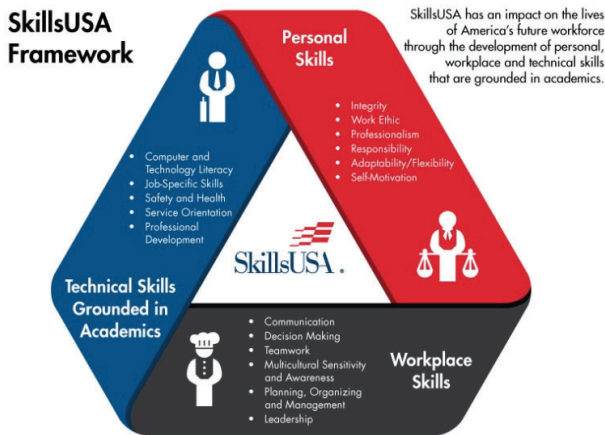 SkillsUSA
Framework
SkillsUSA has an impact on the lives
of America's future workforce
through the development of personal,
workplace and technical skills
that are grounded in academics.
Personal
Skills
• Integrity
• Work Ethic
• Professionalism
• Responsibility
• Adaptability/Flexibility
• Self-Motivation
• Computer and
Technology Literacy
• Job-Specific Skills
• Safety and Health
• Service Orientation
• Professional
Development
Technical Skills
Grounded in
Academics
SkillsUSA®
• Communication
• Decision Making
• Teamwork
• Multicultural Sensitivity
and Awareness
• Planning, Organizing
and Management
• Leadership
Workplace
Skills